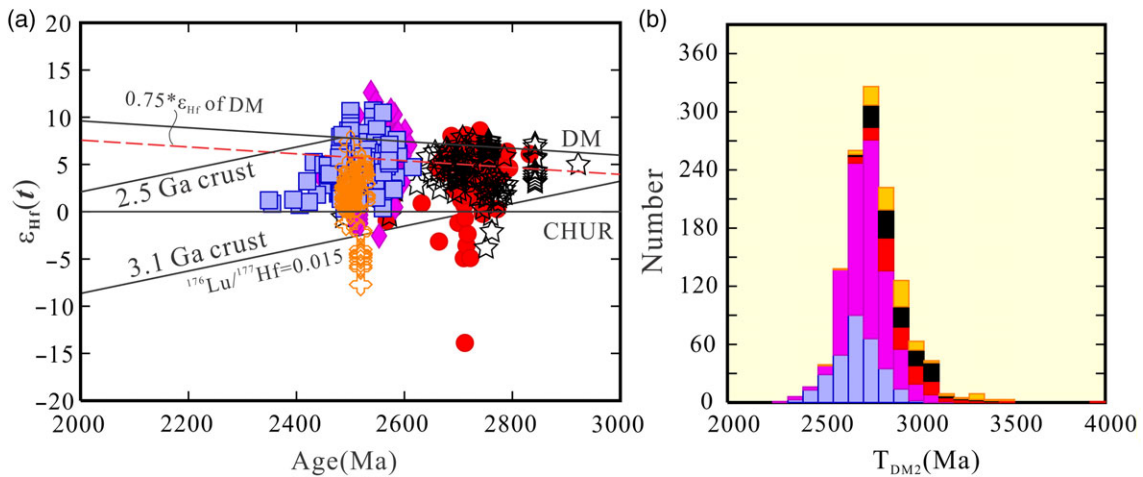 (a)
20
15
10
5
0
−5
−10
−15
−20
εHf(t)
2000
2200
2400
2600
2800
3000
Age(Ma)
0.75*εHf of DM
DM
2.5 Ga crust
CHUR
3.1 Ga crust
¹⁷⁶Lu/¹⁷⁷Hf=0.015
(b)
360
300
240
180
120
60
0
Number
2000
2500
3000
4000
TDM2(Ma)